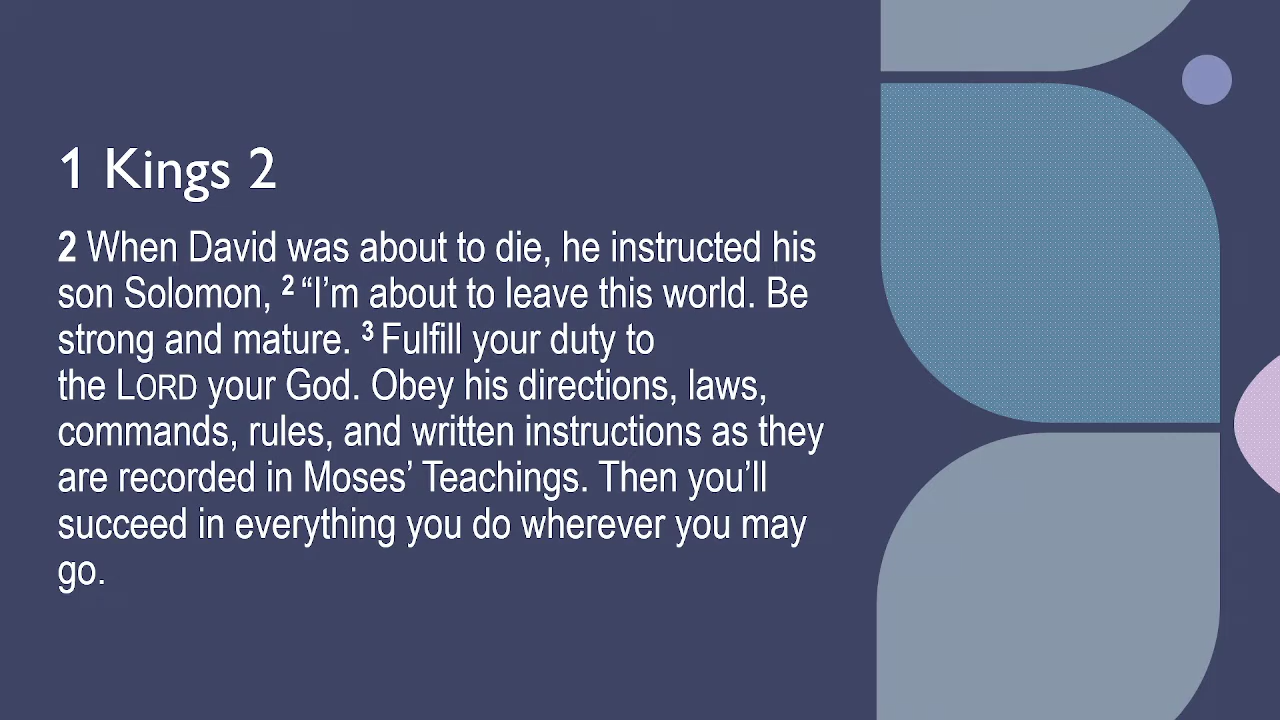 1 Kings 2
2 When David was about to die, he instructed his
son Solomon, 2 “I’m about to leave this world. Be
strong and mature. 3 Fulfill your duty to
the LORD your God. Obey his directions, laws,
commands, rules, and written instructions as they
are recorded in Moses’ Teachings. Then you’ll
succeed in everything you do wherever you may
go.